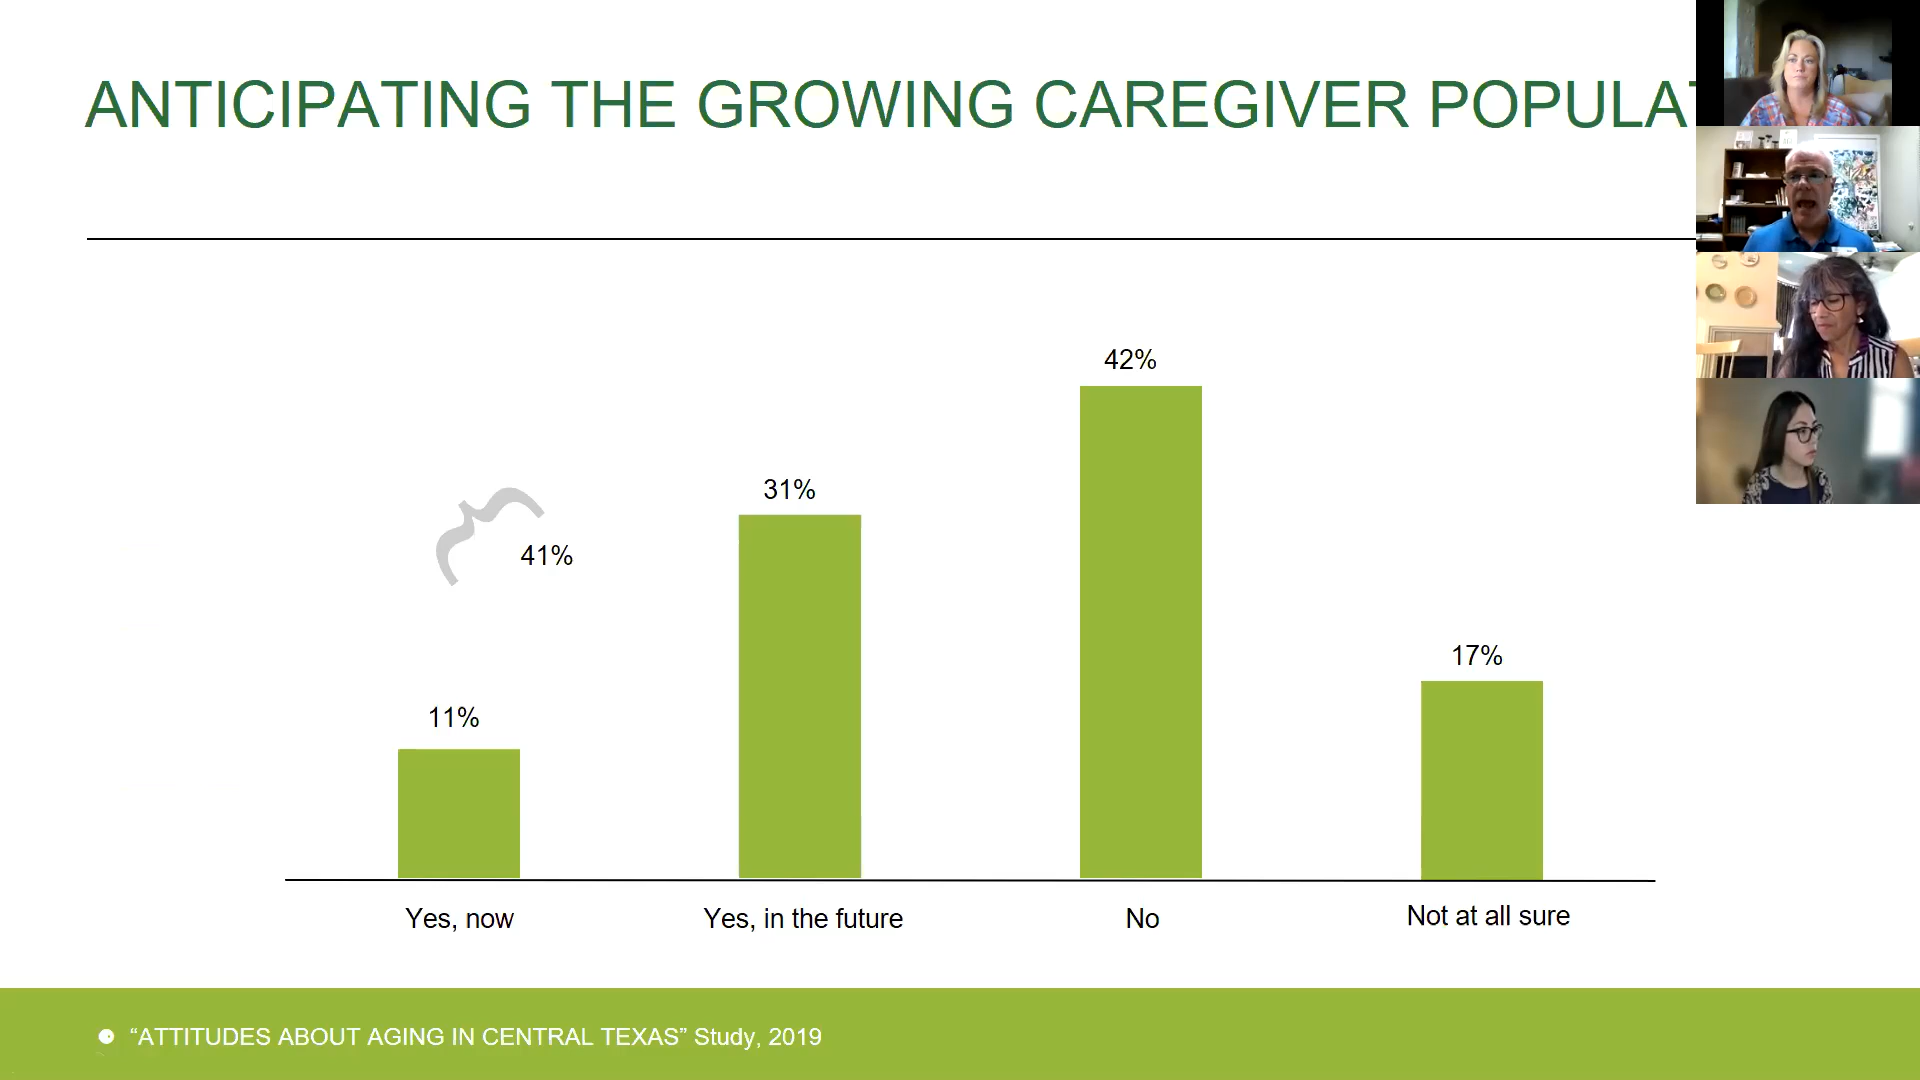 ANTICIPATING THE GROWING CAREGIVER POPULAT
42%
31%
41%
17%
11%
Yes, now
Yes, in the future
No
Not at all sure
“ATTITUDES ABOUT AGING IN CENTRAL TEXAS” Study, 2019